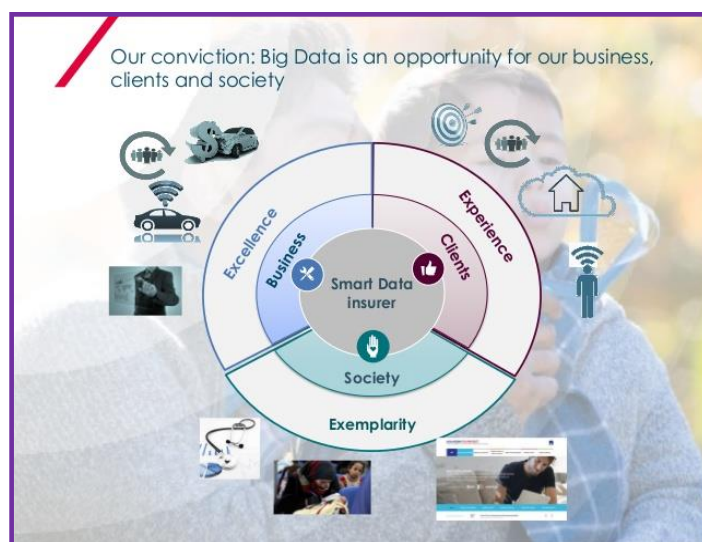 Our conviction: Big Data is an opportunity for our business,
clients and society
Excellence
Business
Experience
Clients
Smart Data
insurer
Society
Exemplarity